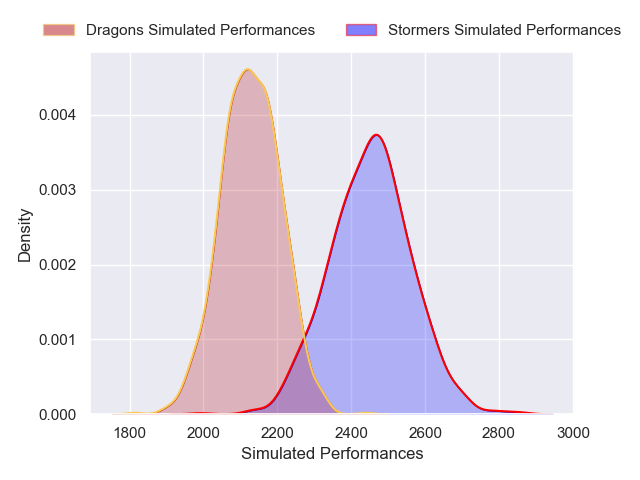 Dragons Simulated Performances Stormers Simulated Performances
0.004
0.003
0.002
0.001
0.000
Density
1800 2000 2200 2400 2600 2800 3000
Simulated Performances